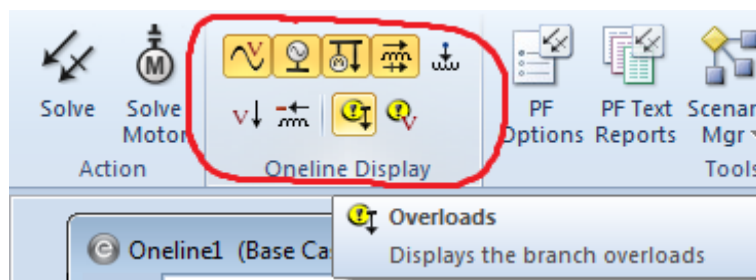 Solve
Solve Motor
Action
Oneline Display
PF Options
PF Text Reports
Scenar
Mgr
Tools
Overloads
Displays the branch overloads
Oneline1 (Base Ca